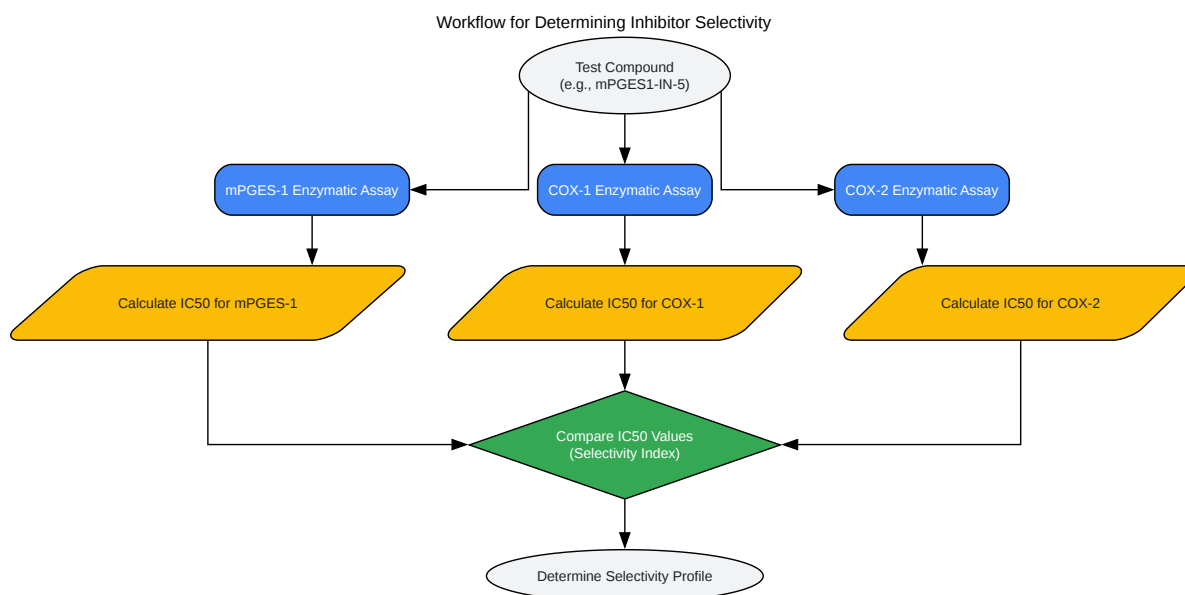 Workflow for Determining Inhibitor Selectivity
Test Compound
(e.g., mPGES1-IN-5)
mPGES-1 Enzymatic Assay
COX-1 Enzymatic Assay
COX-2 Enzymatic Assay
Calculate IC50 for mPGES-1
Calculate IC50 for COX-1
Calculate IC50 for COX-2
Compare IC50 Values
(Selectivity Index)
Determine Selectivity Profile